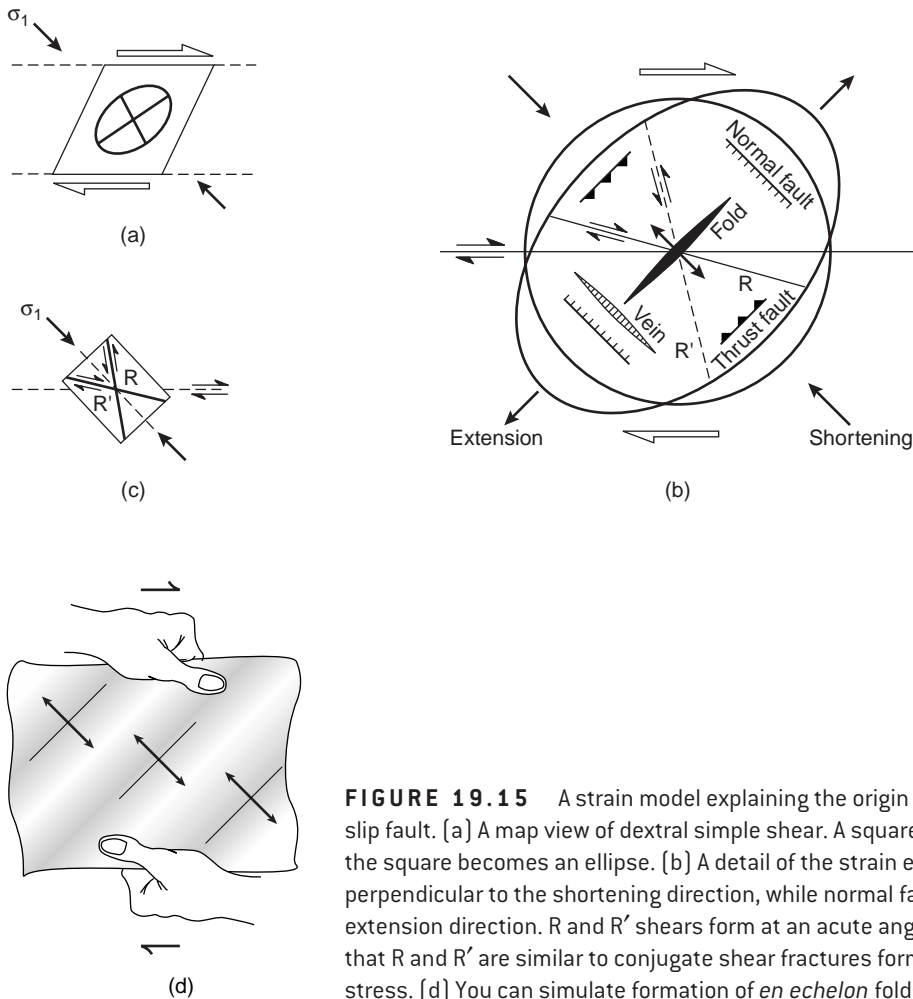 σ1
(a)
σ1
R
R'
(c)
Normal fault
Fold
R
Vein
R'
Thrust fault
Extension
Shortening
(b)
(d)
FIGURE 19.15 A strain model explaining the origin
slip fault. (a) A map view of dextral simple shear. A square
the square becomes an ellipse. (b) A detail of the strain e
perpendicular to the shortening direction, while normal fa
extension direction. R and R′ shears form at an acute ang
that R and R′ are similar to conjugate shear fractures form
stress. (d) You can simulate formation of en echelon fold